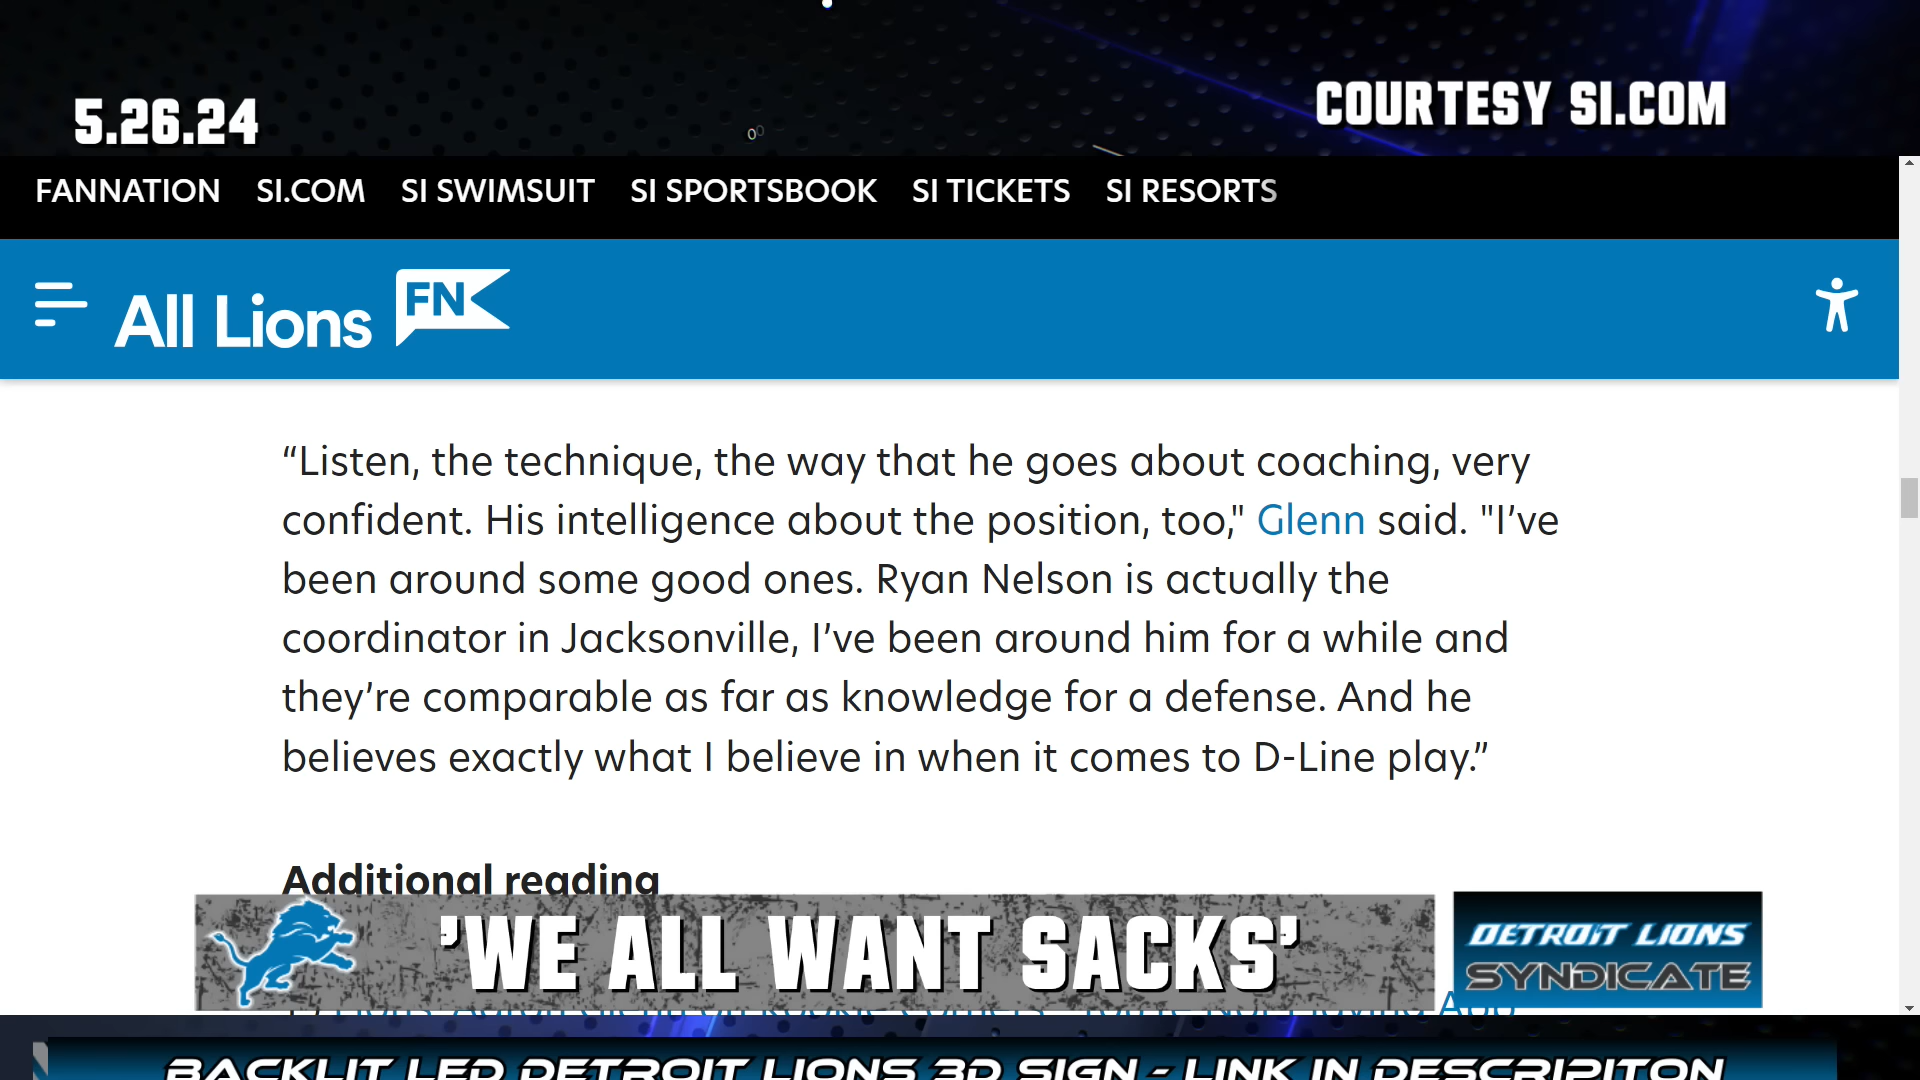 5.26.24
COURTESY SI.COM
FANNATION SI.COM SI SWIMSUIT SI SPORTSBOOK SI TICKETS SI RESORTS
All Lions FN
“Listen, the technique, the way that he goes about coaching, very
confident. His intelligence about the position, too," Glenn said. "I’ve
been around some good ones. Ryan Nelson is actually the
coordinator in Jacksonville, I’ve been around him for a while and
they’re comparable as far as knowledge for a defense. And he
believes exactly what I believe in when it comes to D-Line play.”
Additional reading
'WE ALL WANT SACKS'
DETROIT LIONS
SYNDICATE
BACKLIT LED DETROIT LIONS 3D SIGN - LINK IN DESCRIPITON